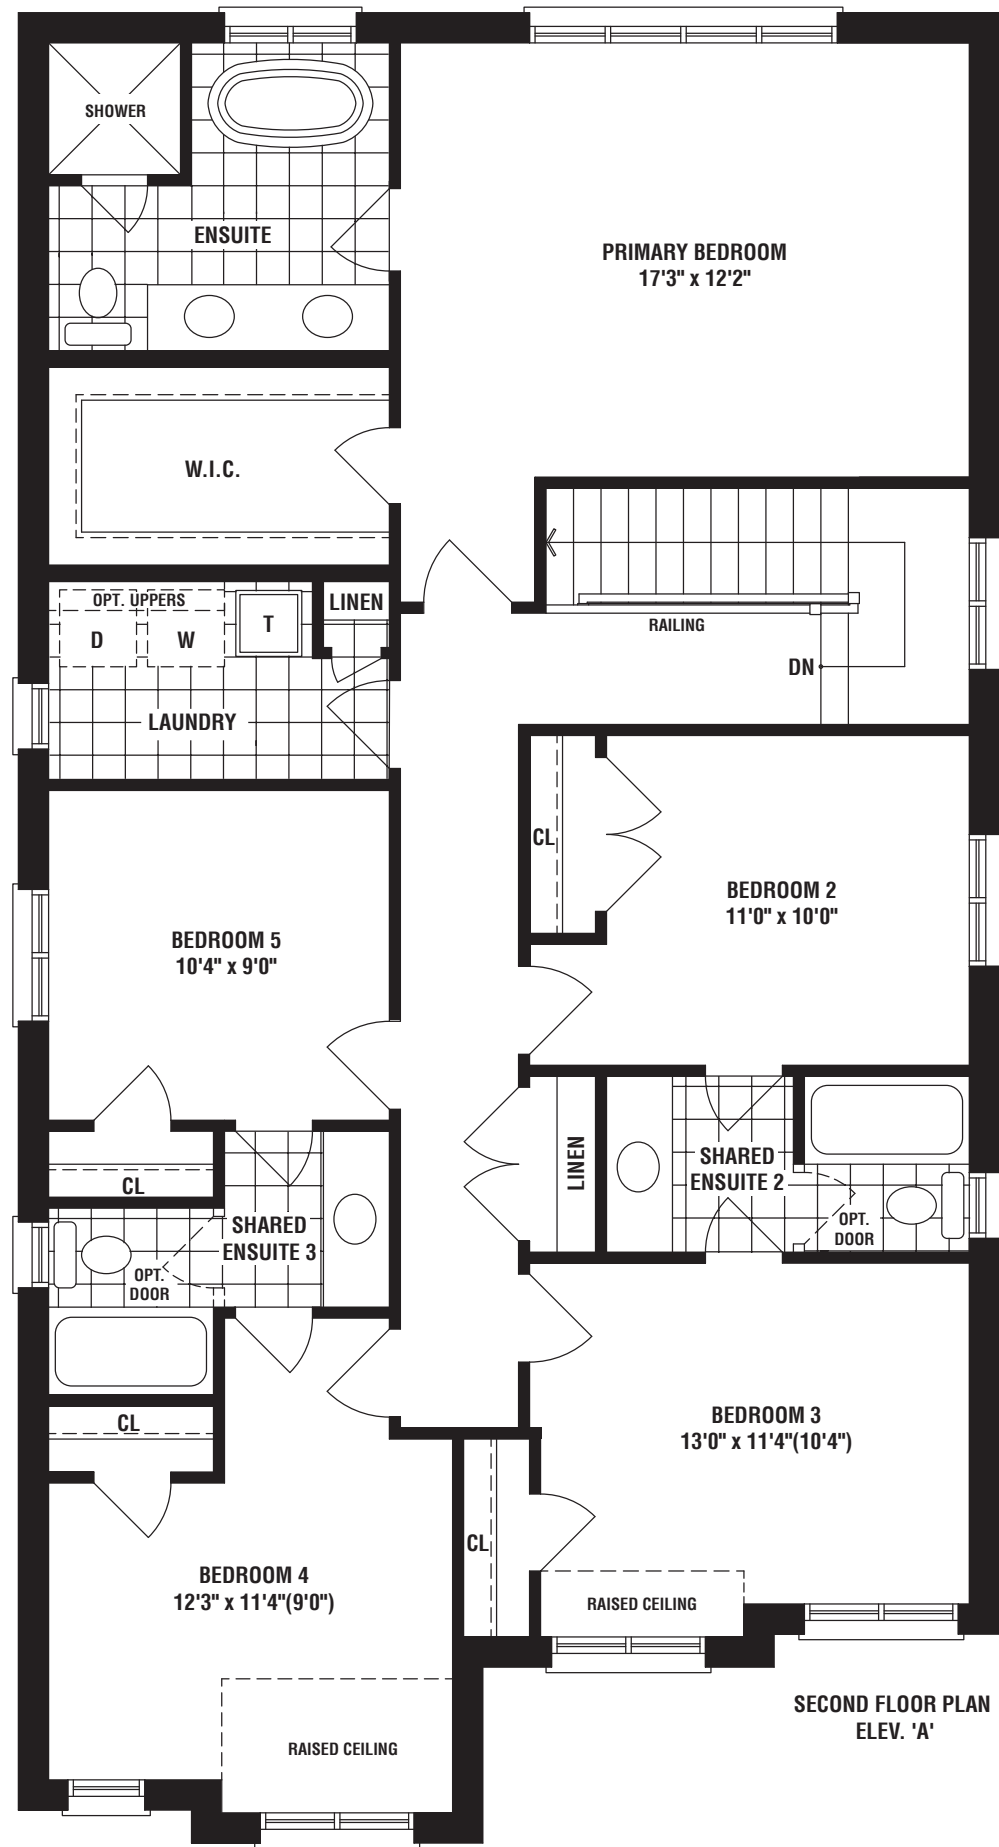 SHOWER
ENSUITE
PRIMARY BEDROOM
17'3" x 12'2"
W.I.C.
OPT. UPPERS
LINEN
D
W
T
RAILING
DN
LAUNDRY
CL
BEDROOM 2
11'0" x 10'0"
BEDROOM 5
10'4" x 9'0"
CL
LINEN
SHARED
ENSUITE 2
OPT.
DOOR
SHARED
ENSUITE 3
OPT.
DOOR
CL
BEDROOM 3
13'0" x 11'4"(10'4")
CL
BEDROOM 4
12'3" x 11'4"(9'0")
RAISED CEILING
RAISED CEILING
SECOND FLOOR PLAN
ELEV. 'A'